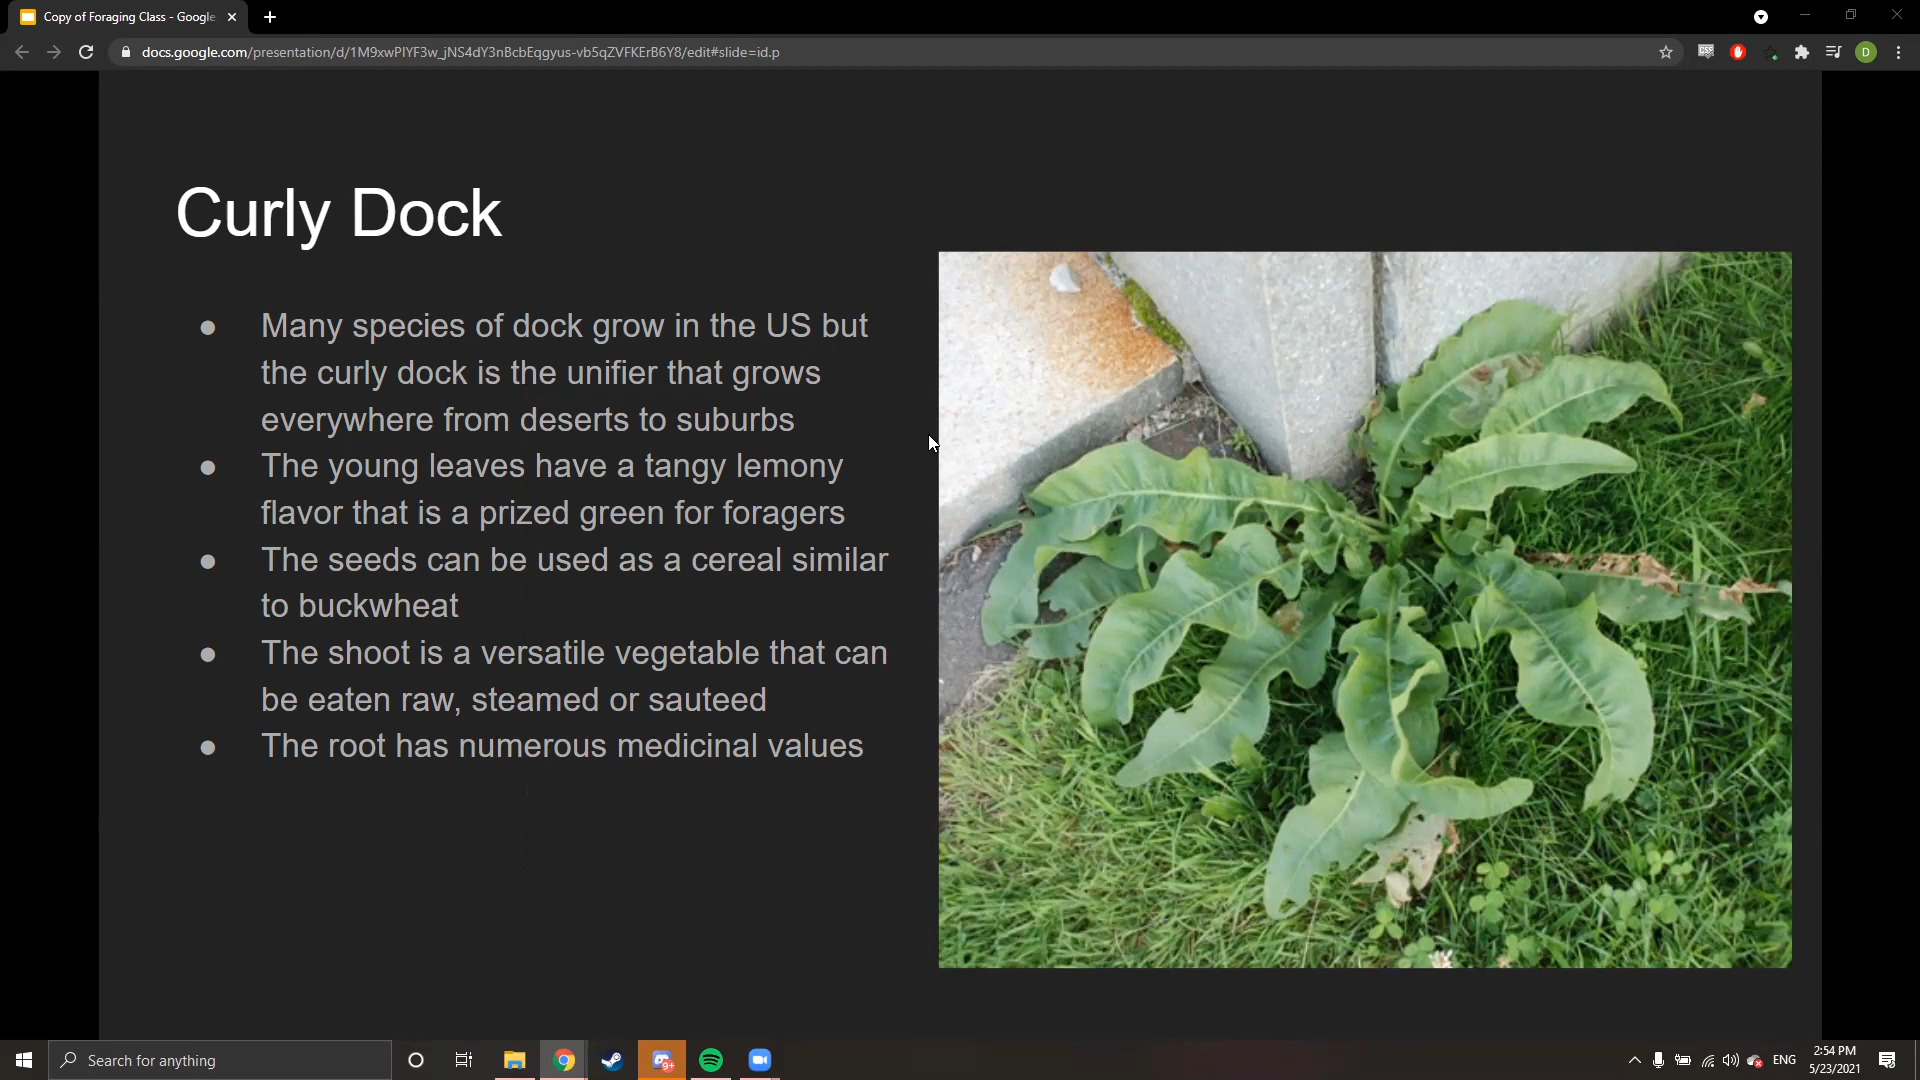 Copy of Foraging Class - Google
docs.google.com/presentation/d/1M9xwPIYF3w_jNS4dY3nBcbEqgyus-vb5qZVFKErB6Y8/edit#slide=id.p
D
Curly Dock
● Many species of dock grow in the US but
the curly dock is the unifier that grows
everywhere from deserts to suburbs
● The young leaves have a tangy lemony
flavor that is a prized green for foragers
● The seeds can be used as a cereal similar
to buckwheat
● The shoot is a versatile vegetable that can
be eaten raw, steamed or sauteed
● The root has numerous medicinal values
Search for anything
9+
ENG
2:54 PM
5/23/2021